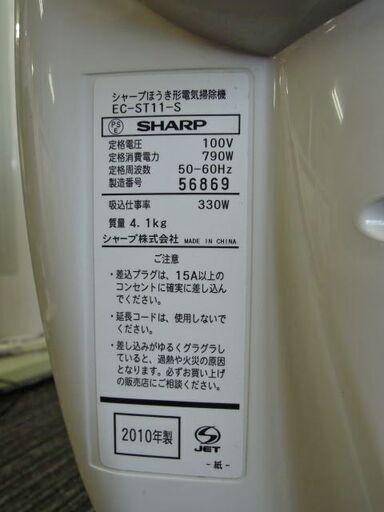 シャープほうき形電気掃除機
EC-ST11-S
PS
E
SHARP
定格電圧 100V
定格消費電力 790W
定格周波数 50-60Hz
製造番号 56869
吸込仕事率 330W
質量 4.1kg
シャープ株式会社 MADE IN CHINA
ご注意
・差込プラグは、15A以上の
コンセントに確実に差し込ん
でください。
・延長コードは、使用しないで
ください。
・差し込みがゆるくグラグラ
していると、過熱や火災の原因
となります。必ずお買い上げ
の販売店にご相談ください。
2010年製
JET
-紙-